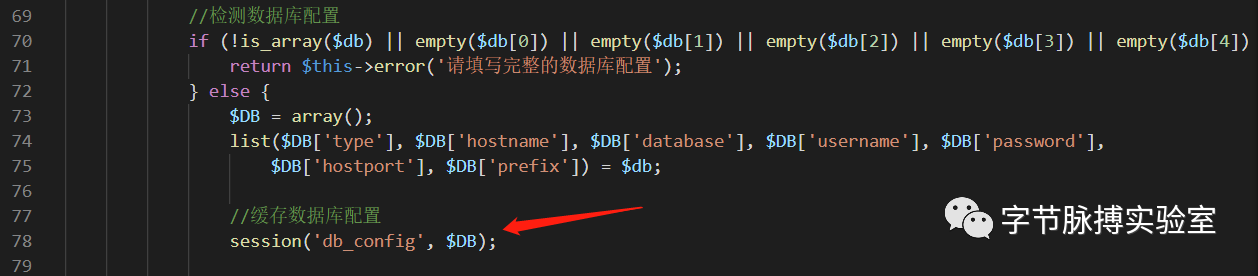 69 //检测数据库配置
70 if (!is_array($db) || empty($db[0]) || empty($db[1]) || empty($db[2]) || empty($db[3]) || empty($db[4])
71 return $this->error('请填写完整的数据库配置');
72 } else {
73 $DB = array();
74 list($DB['type'], $DB['hostname'], $DB['database'], $DB['username'], $DB['password'],
75 $DB['hostport'], $DB['prefix']) = $db;
76
77 //缓存数据库配置
78 session('db_config', $DB);
79
字节脉搏实验室